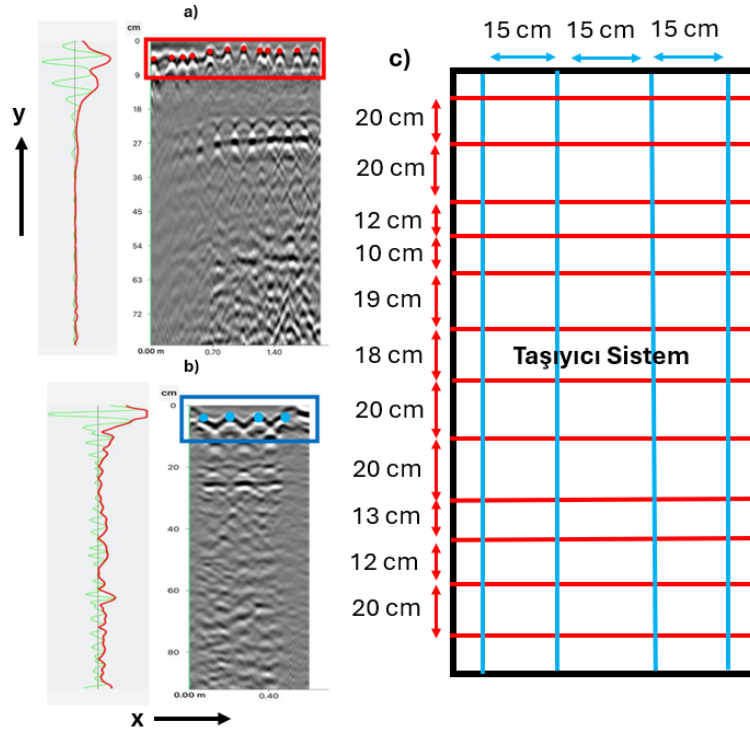 a)
cm
0
9
18
27
36
45
54
63
72
0.00 m
0.70
1.40
y
b)
cm
0
20
40
60
80
0.00 m
0.40
x
c)
15 cm
15 cm
15 cm
20 cm
20 cm
12 cm
10 cm
19 cm
18 cm
20 cm
20 cm
13 cm
12 cm
20 cm
Taşıyıcı Sistem